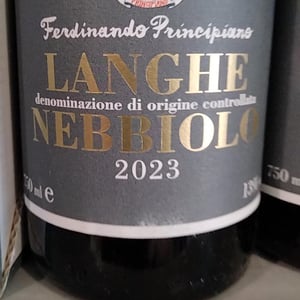 Ferdinando Principiano
LANGHE
denominazione di origine controllata
NEBBIOLO
2023
750 ml